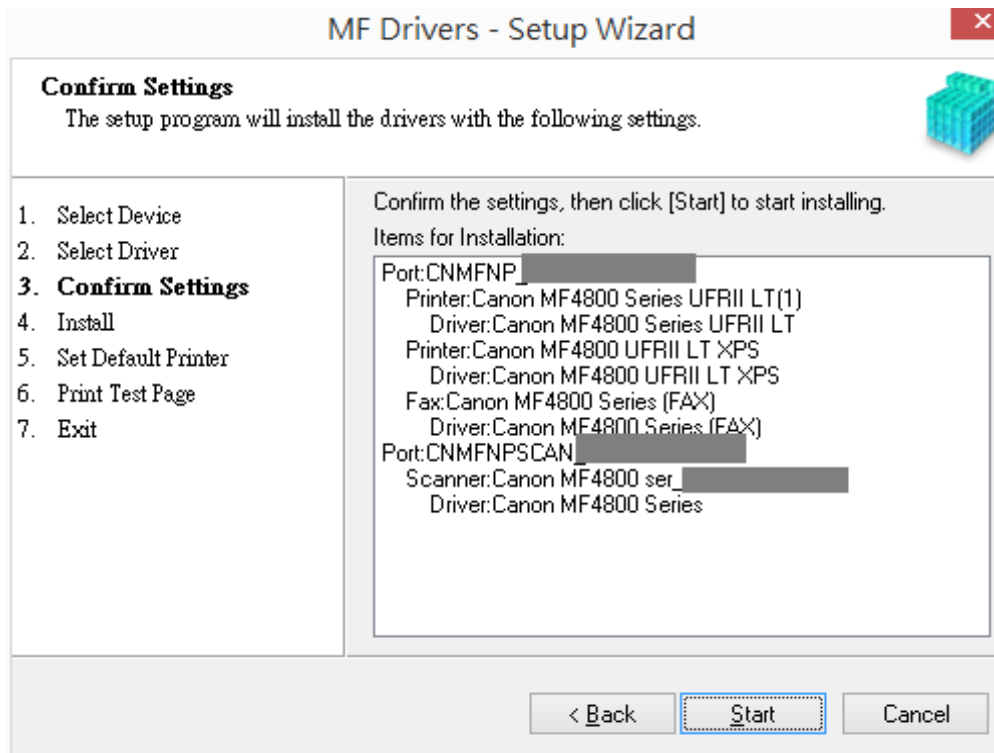 MF Drivers - Setup Wizard
Confirm Settings
The setup program will install the drivers with the following settings.
1. Select Device
2. Select Driver
3. Confirm Settings
4. Install
5. Set Default Printer
6. Print Test Page
7. Exit
Confirm the settings, then click [Start] to start installing.
Items for Installation:
Port:CNMFNP_
Printer:Canon MF4800 Series UFRII LT(1)
Driver:Canon MF4800 Series UFRII LT
Printer:Canon MF4800 UFRII LT XPS
Driver:Canon MF4800 UFRII LT XPS
Fax:Canon MF4800 Series (FAX)
Driver:Canon MF4800 Series (FAX)
Port:CNMFNPSCAN_
Scanner:Canon MF4800 ser_
Driver:Canon MF4800 Series
< Back
Start
Cancel